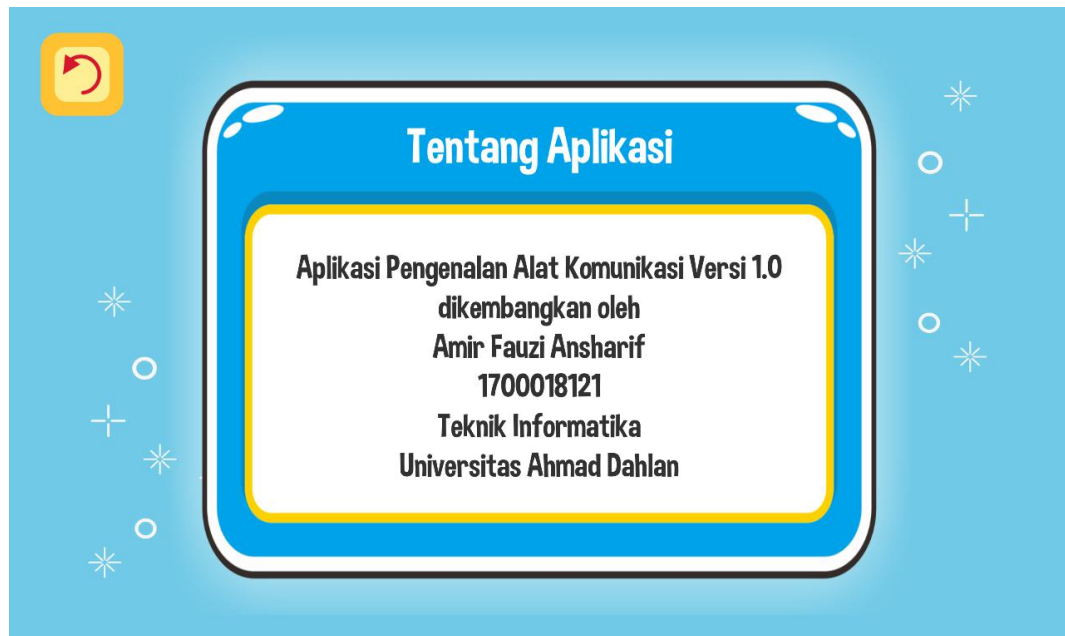 Tentang Aplikasi
Aplikasi Pengenalan Alat Komunikasi Versi 1.0
dikembangkan oleh
Amir Fauzi Ansharif
1700018121
Teknik Informatika
Universitas Ahmad Dahlan